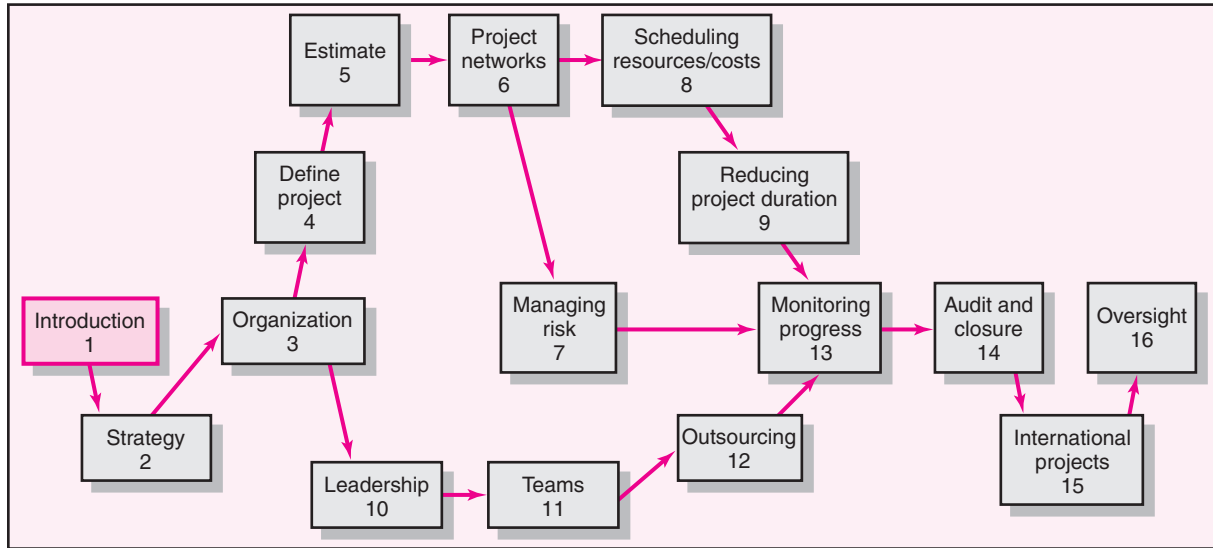 Estimate
5
Project
networks
6
Scheduling
resources/costs
8
Define
project
4
Reducing
project duration
9
Introduction
1
Organization
3
Managing
risk
7
Monitoring
progress
13
Audit and
closure
14
Oversight
16
Strategy
2
Leadership
10
Teams
11
Outsourcing
12
International
projects
15